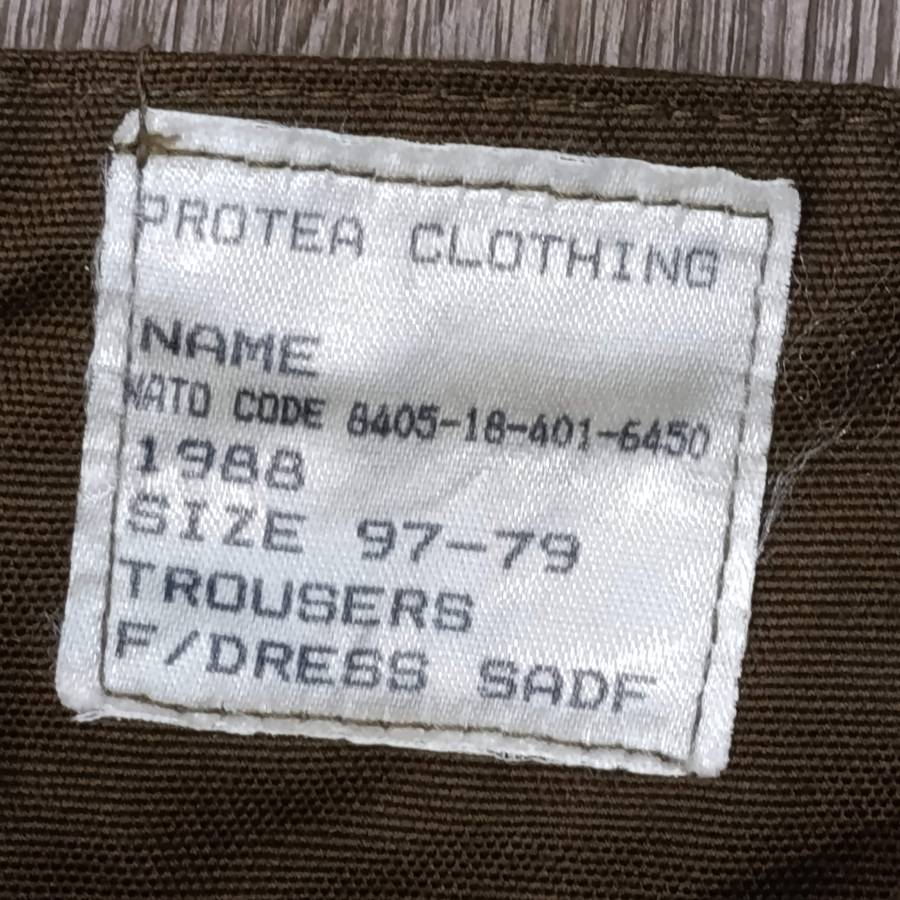 PROTEA CLOTHING
NAME
NATO CODE 8405-18-401-6450
1988
SIZE 97-79
TROUSERS
F/DRESS SADF